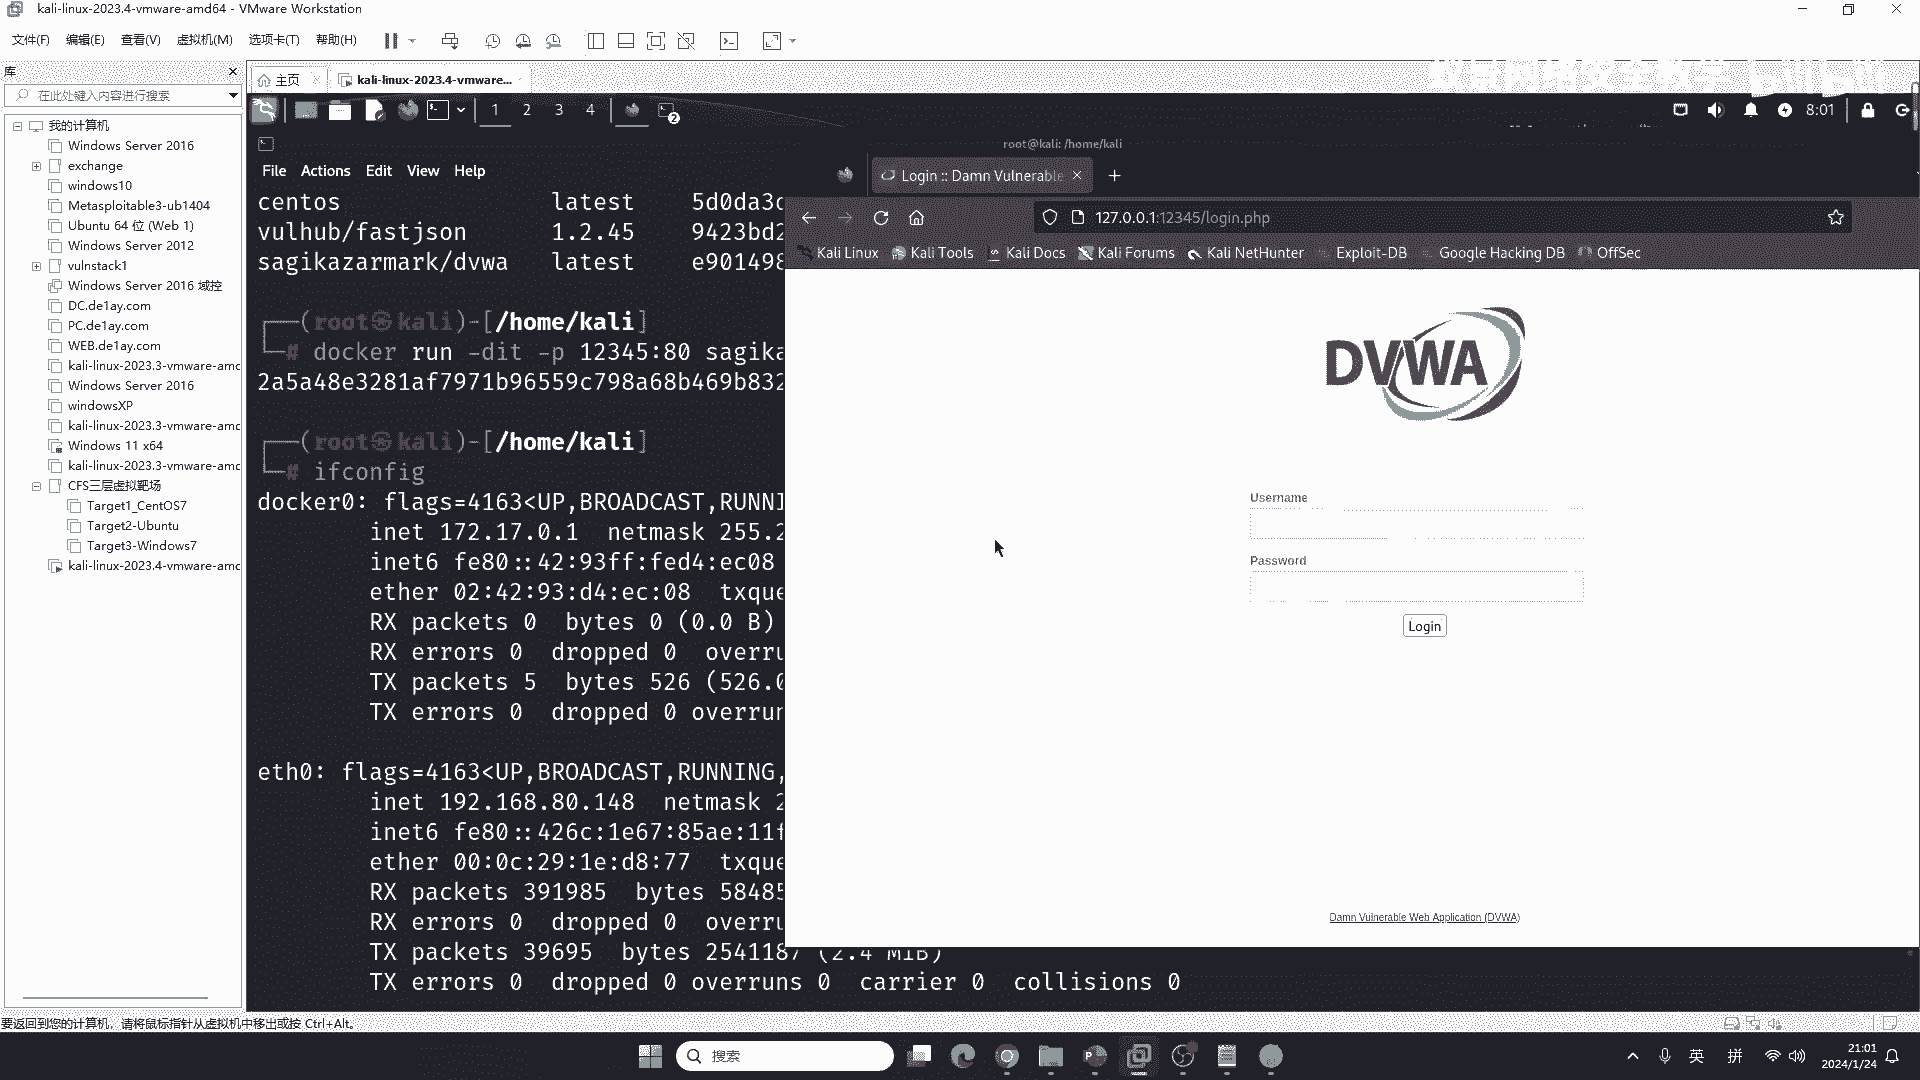 kali-linux-2023.4-vmware-amd64 - VMware Workstation
文件(F) 编辑(E) 查看(V) 虚拟机(M) 选项卡(T) 帮助(H)
库
在此处键入内容进行搜索
我的计算机
Windows Server 2016
exchange
windows10
Metasploitable3-ub1404
Ubuntu 64 位 (Web 1)
Windows Server 2012
vulnstack1
Windows Server 2016 域控
DC.de1ay.com
PC.de1ay.com
WEB.de1ay.com
kali-linux-2023.3-vmware-amd
Windows Server 2016
windowsXP
kali-linux-2023.3-vmware-amd
Windows 11 x64
kali-linux-2023.3-vmware-amd
CFS三层虚拟靶场
Target1_CentOS7
Target2-Ubuntu
Target3-Windows7
kali-linux-2023.4-vmware-amd
主页 kali-linux-2023.4-vmware...
1 2 3 4 2 8:01
root@kali: /home/kali
File Actions Edit View Help
centos latest 5d0da3c
vulhub/fastjson 1.2.45 9423bd2
sagikazarmark/dvwa latest e901498
(root㉿kali)-[/home/kali]
# docker run -dit -p 12345:80 sagika
2a5a48e3281af7971b96559c798a68b469b832
(root㉿kali)-[/home/kali]
# ifconfig
docker0: flags=4163<UP,BROADCAST,RUNNI
inet 172.17.0.1 netmask 255.2
inet6 fe80::42:93ff:fed4:ec08
ether 02:42:93:d4:ec:08 txque
RX packets 0 bytes 0 (0.0 B)
RX errors 0 dropped 0 overru
TX packets 5 bytes 526 (526.0
TX errors 0 dropped 0 overrun
eth0: flags=4163<UP,BROADCAST,RUNNING,
inet 192.168.80.148 netmask 2
inet6 fe80::426c:1e67:85ae:11f
ether 00:0c:29:1e:d8:77 txque
RX packets 391985 bytes 58485
RX errors 0 dropped 0 overru
TX packets 39695 bytes 2541187 (2.4 MiB)
TX errors 0 dropped 0 overruns 0 carrier 0 collisions 0
Login :: Damn Vulnerable
127.0.0.1:12345/login.php
Kali Linux Kali Tools Kali Docs Kali Forums Kali NetHunter Exploit-DB Google Hacking DB OffSec
DVWA
Username
Password
Login
Damn Vulnerable Web Application (DVWA)
要返回到您的计算机，请将鼠标指针从虚拟机中移出或按 Ctrl+Alt。
搜索
英 拼
21:01
2024/1/24